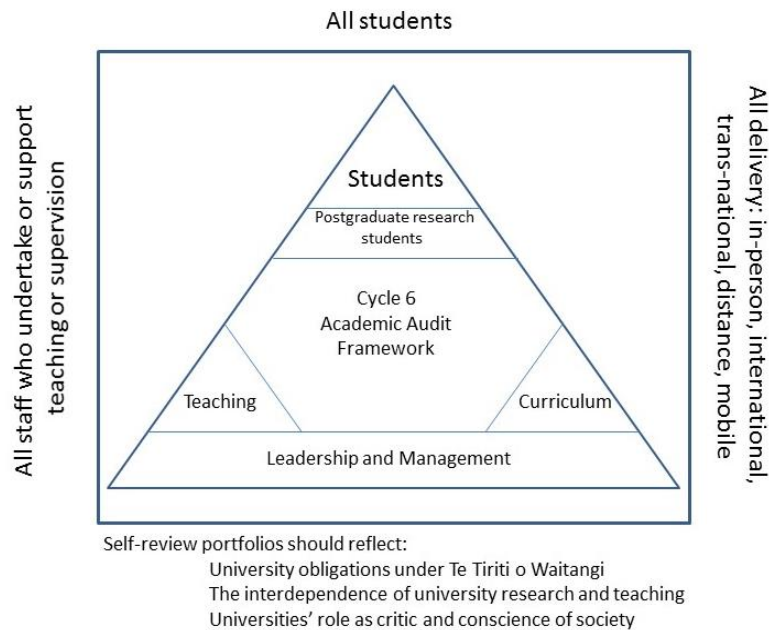 All students
All staff who undertake or support
teaching or supervision
Students
Postgraduate research
students
Cycle 6
Academic Audit
Framework
Teaching
Curriculum
Leadership and Management
All delivery: in-person, international,
trans-national, distance, mobile
Self-review portfolios should reflect:
University obligations under Te Tiriti o Waitangi
The interdependence of university research and teaching
Universities' role as critic and conscience of society